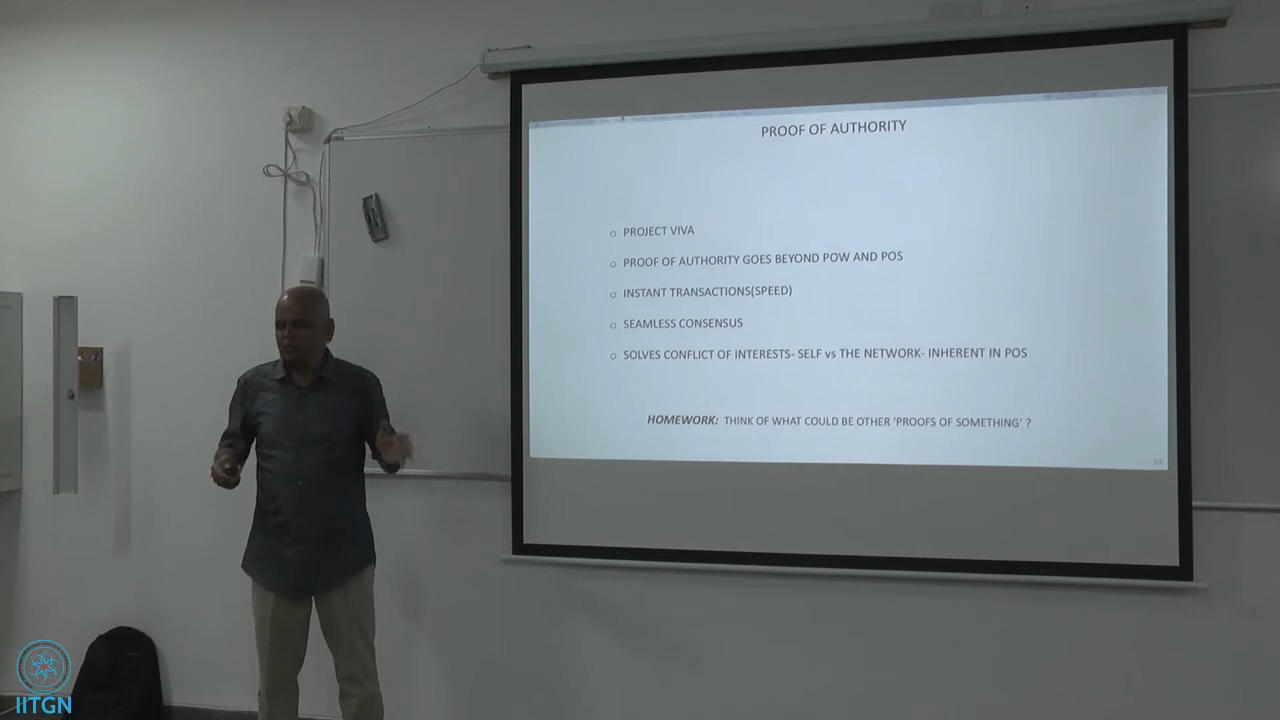 PROOF OF AUTHORITY
PROJECT VIVA
PROOF OF AUTHORITY GOES BEYOND POW AND POS
INSTANT TRANSACTIONS(SPEED)
SEAMLESS CONSENSUS
SOLVES CONFLICT OF INTERESTS- SELF vs THE NETWORK- INHERENT IN POS
HOMEWORK: THINK OF WHAT COULD BE OTHER 'PROOFS OF SOMETHING' ?
IITGN